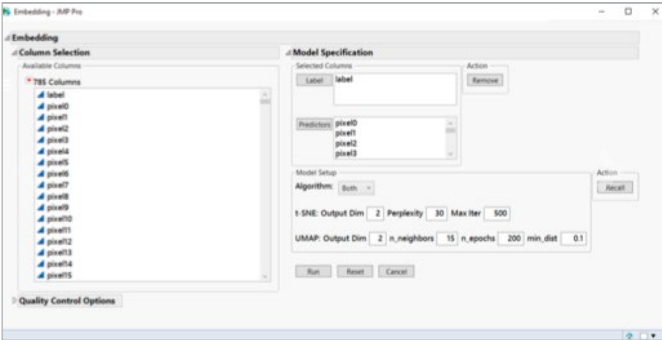 Embedding - JMP Pro
Embedding
Column Selection
Available Columns
785 Columns
label
pixel0
pixel1
pixel2
pixel3
pixel4
pixel5
pixel6
pixel7
pixel8
pixel9
pixel10
pixel11
pixel12
pixel13
pixel14
pixel15
Quality Control Options
Model Specification
Selected Columns
Label label
Predictors pixel0
pixel1
pixel2
pixel3
Action
Remove
Model Setup
Algorithm: Both
t-SNE: Output Dim 2 Perplexity 30 Max Iter 500
UMAP: Output Dim 2 n_neighbors 15 n_epochs 200 min_dist 0.1
Action
Recall
Run Reset Cancel